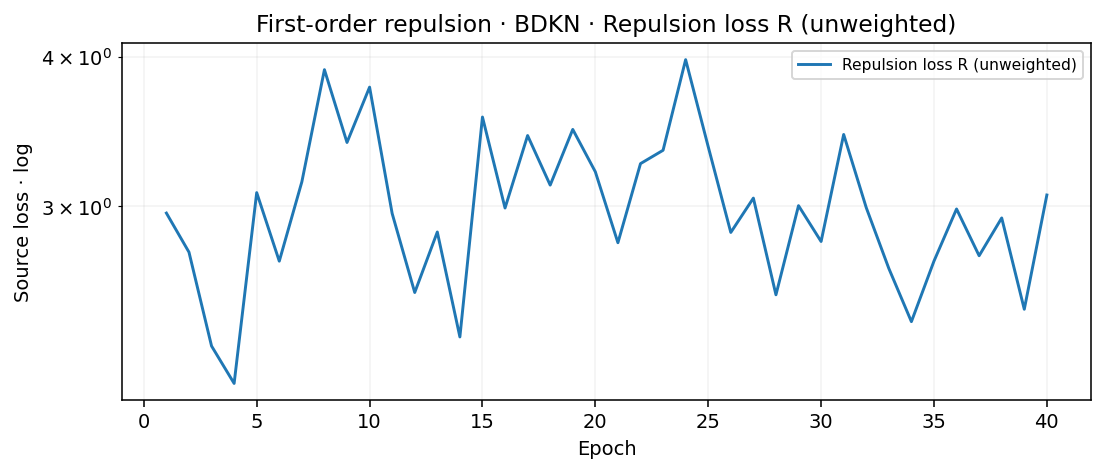 First-order repulsion · BDKN · Repulsion loss R (unweighted)
Repulsion loss R (unweighted)
Source loss · log
4 × 10⁰
3 × 10⁰
0 5 10 15 20 25 30 35 40
Epoch